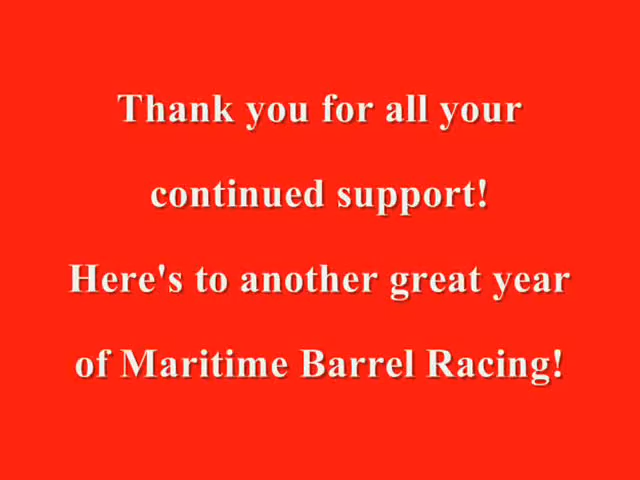 Thank you for all your
continued support!
Here's to another great year
of Maritime Barrel Racing!